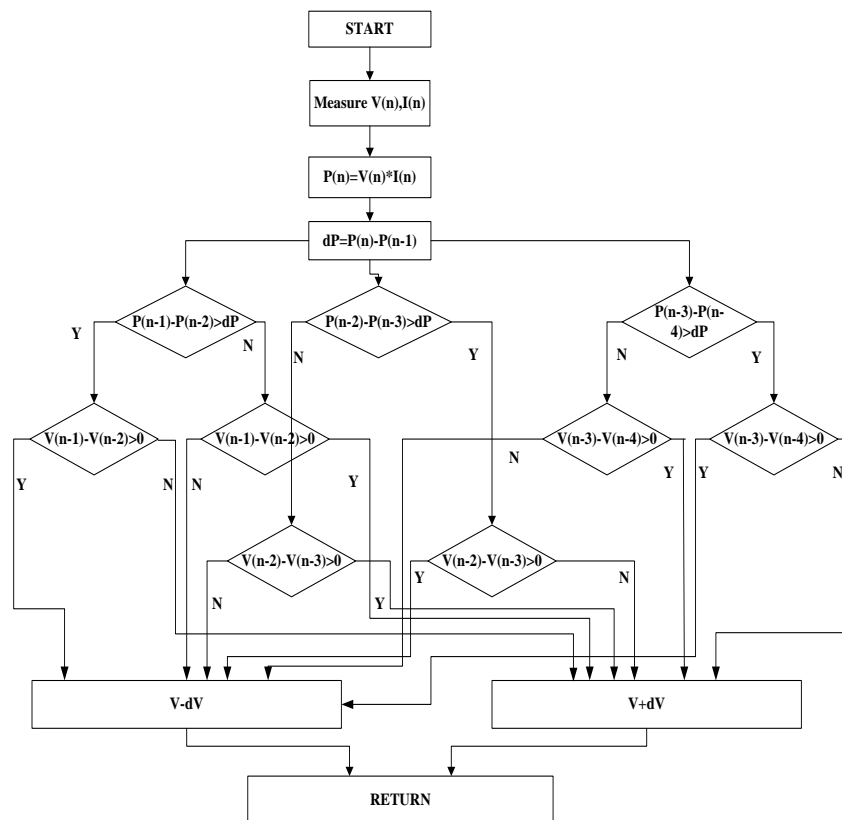 START
Measure V(n),I(n)
P(n)=V(n)*I(n)
dP=P(n)-P(n-1)
P(n-1)-P(n-2)>dP
P(n-2)-P(n-3)>dP
P(n-3)-P(n-
4)>dP
Y
N
N
Y
N
Y
V(n-1)-V(n-2)>0
V(n-1)-V(n-2)>0
V(n-3)-V(n-4)>0
V(n-3)-V(n-4)>0
Y
N
N
Y
N
Y
Y
N
V(n-2)-V(n-3)>0
V(n-2)-V(n-3)>0
N
Y
Y
N
V-dV
V+dV
RETURN